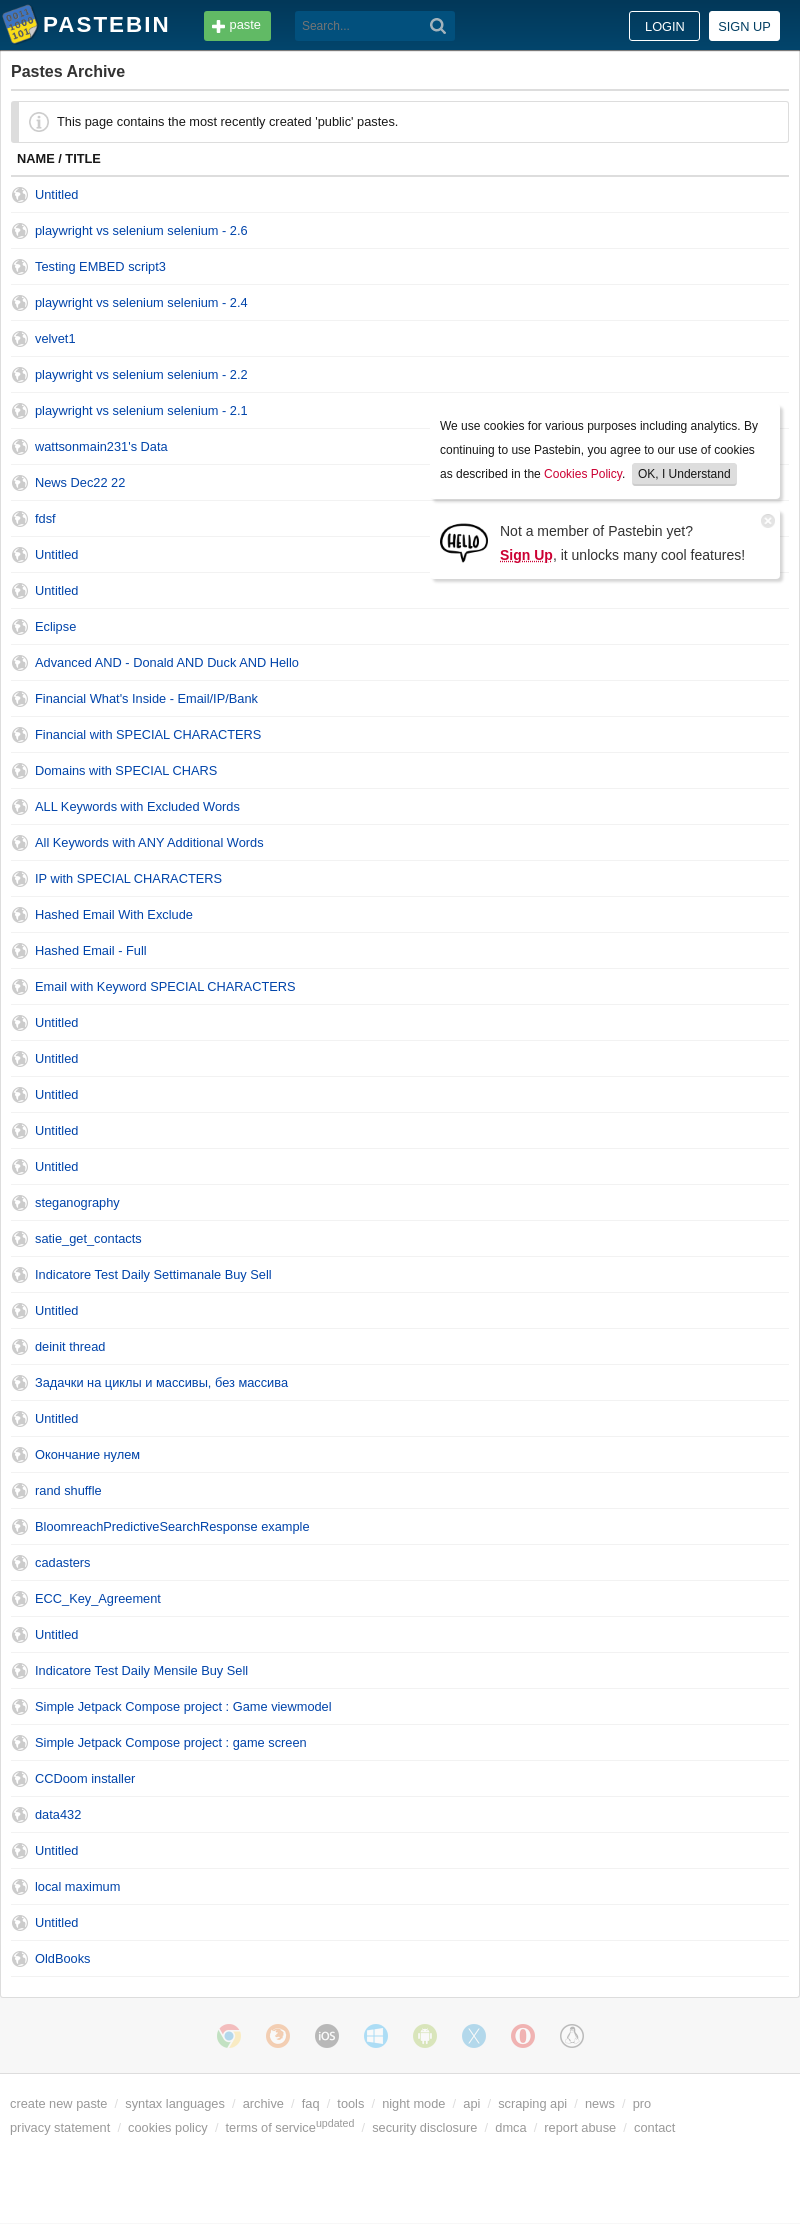 PASTEBIN
paste
Search...
LOGIN
SIGN UP
Pastes Archive
This page contains the most recently created 'public' pastes.
NAME / TITLE
Untitled
playwright vs selenium selenium - 2.6
Testing EMBED script3
playwright vs selenium selenium - 2.4
velvet1
playwright vs selenium selenium - 2.2
playwright vs selenium selenium - 2.1
wattsonmain231's Data
News Dec22 22
fdsf
Untitled
We use cookies for various purposes including analytics. By
continuing to use Pastebin, you agree to our use of cookies
as described in the Cookies Policy. OK, I Understand
HELLO
Not a member of Pastebin yet?
Sign Up, it unlocks many cool features!
Untitled
Eclipse
Advanced AND - Donald AND Duck AND Hello
Financial What's Inside - Email/IP/Bank
Financial with SPECIAL CHARACTERS
Domains with SPECIAL CHARS
ALL Keywords with Excluded Words
All Keywords with ANY Additional Words
IP with SPECIAL CHARACTERS
Hashed Email With Exclude
Hashed Email - Full
Email with Keyword SPECIAL CHARACTERS
Untitled
Untitled
Untitled
Untitled
Untitled
steganography
satie_get_contacts
Indicatore Test Daily Settimanale Buy Sell
Untitled
deinit thread
Задачки на циклы и массивы, без массива
Untitled
Окончание нулем
rand shuffle
BloomreachPredictiveSearchResponse example
cadasters
ECC_Key_Agreement
Untitled
Indicatore Test Daily Mensile Buy Sell
Simple Jetpack Compose project : Game viewmodel
Simple Jetpack Compose project : game screen
CCDoom installer
data432
Untitled
local maximum
Untitled
OldBooks
iOS
create new paste / syntax languages / archive / faq / tools / night mode / api / scraping api / news / pro
privacy statement / cookies policy / terms of service updated / security disclosure / dmca / report abuse / contact